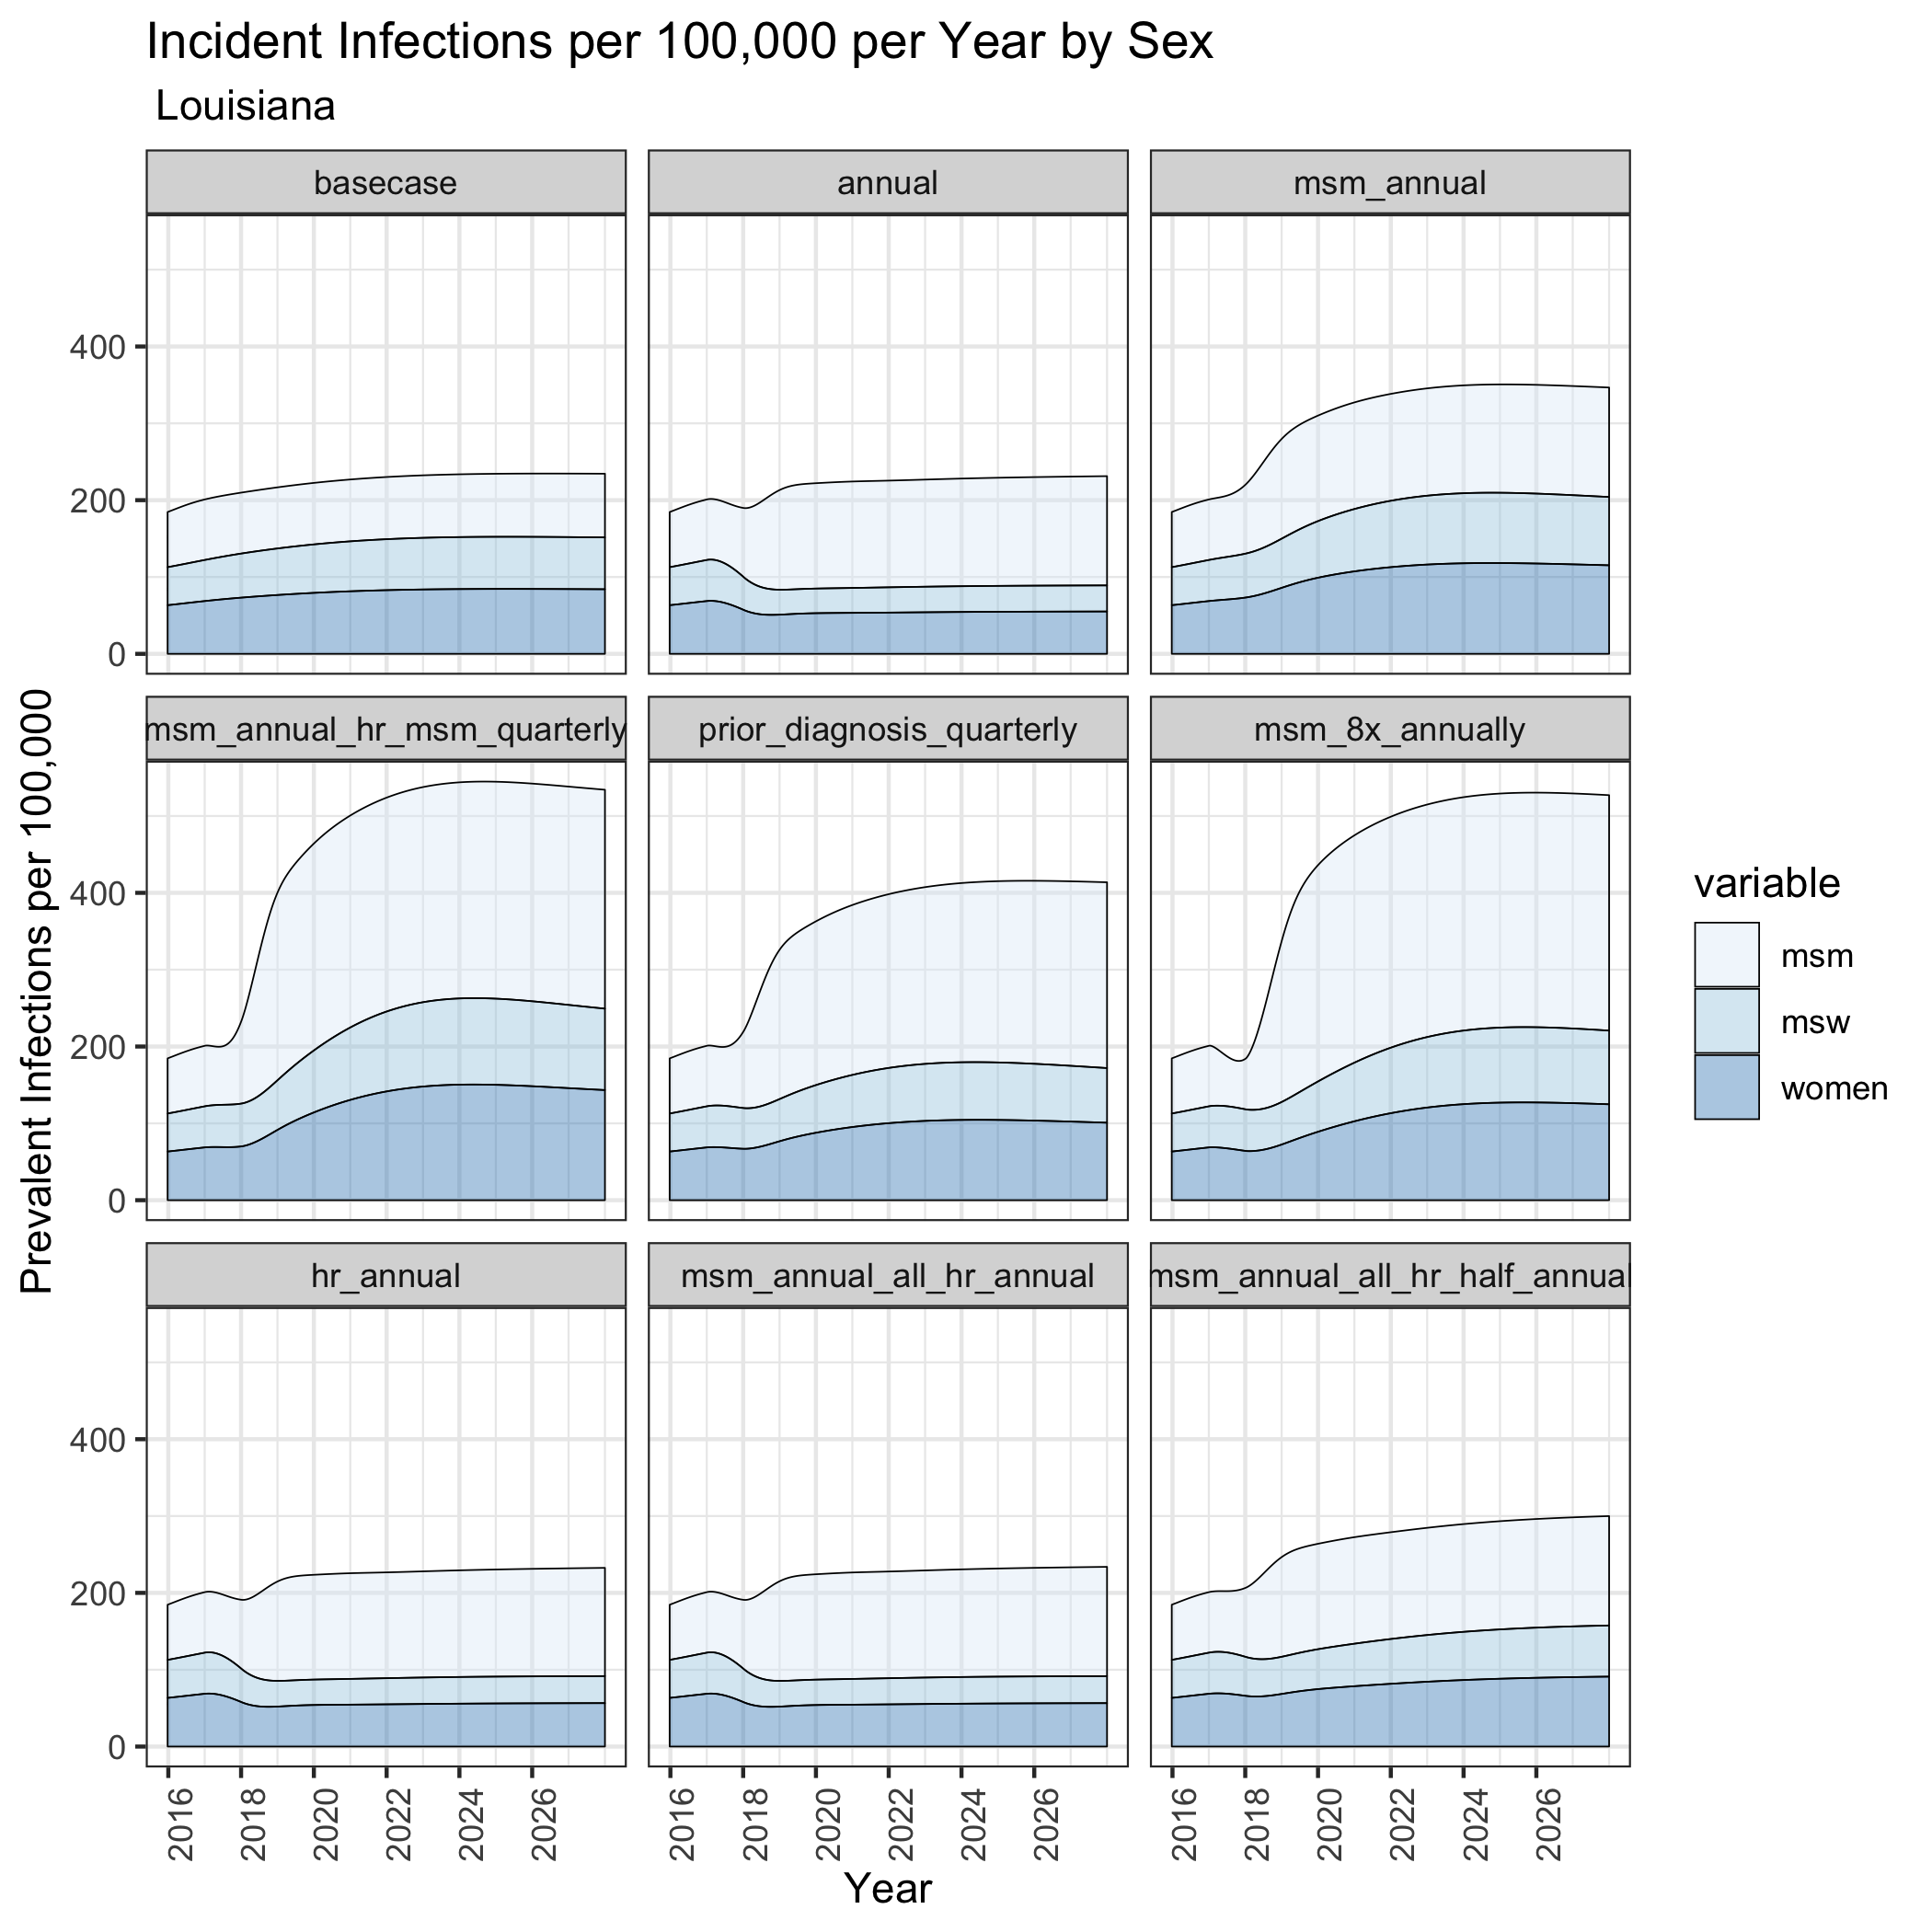 Incident Infections per 100,000 per Year by Sex
Louisiana
basecase
annual
msm_annual
400
200
0
msm_annual_hr_msm_quarterly
prior_diagnosis_quarterly
msm_8x_annually
400
200
0
hr_annual
msm_annual_all_hr_annual
msm_annual_all_hr_half_annual
400
200
0
2016 2018 2020 2022 2024 2026
2016 2018 2020 2022 2024 2026
2016 2018 2020 2022 2024 2026
Year
Prevalent Infections per 100,000
variable
msm
msw
women